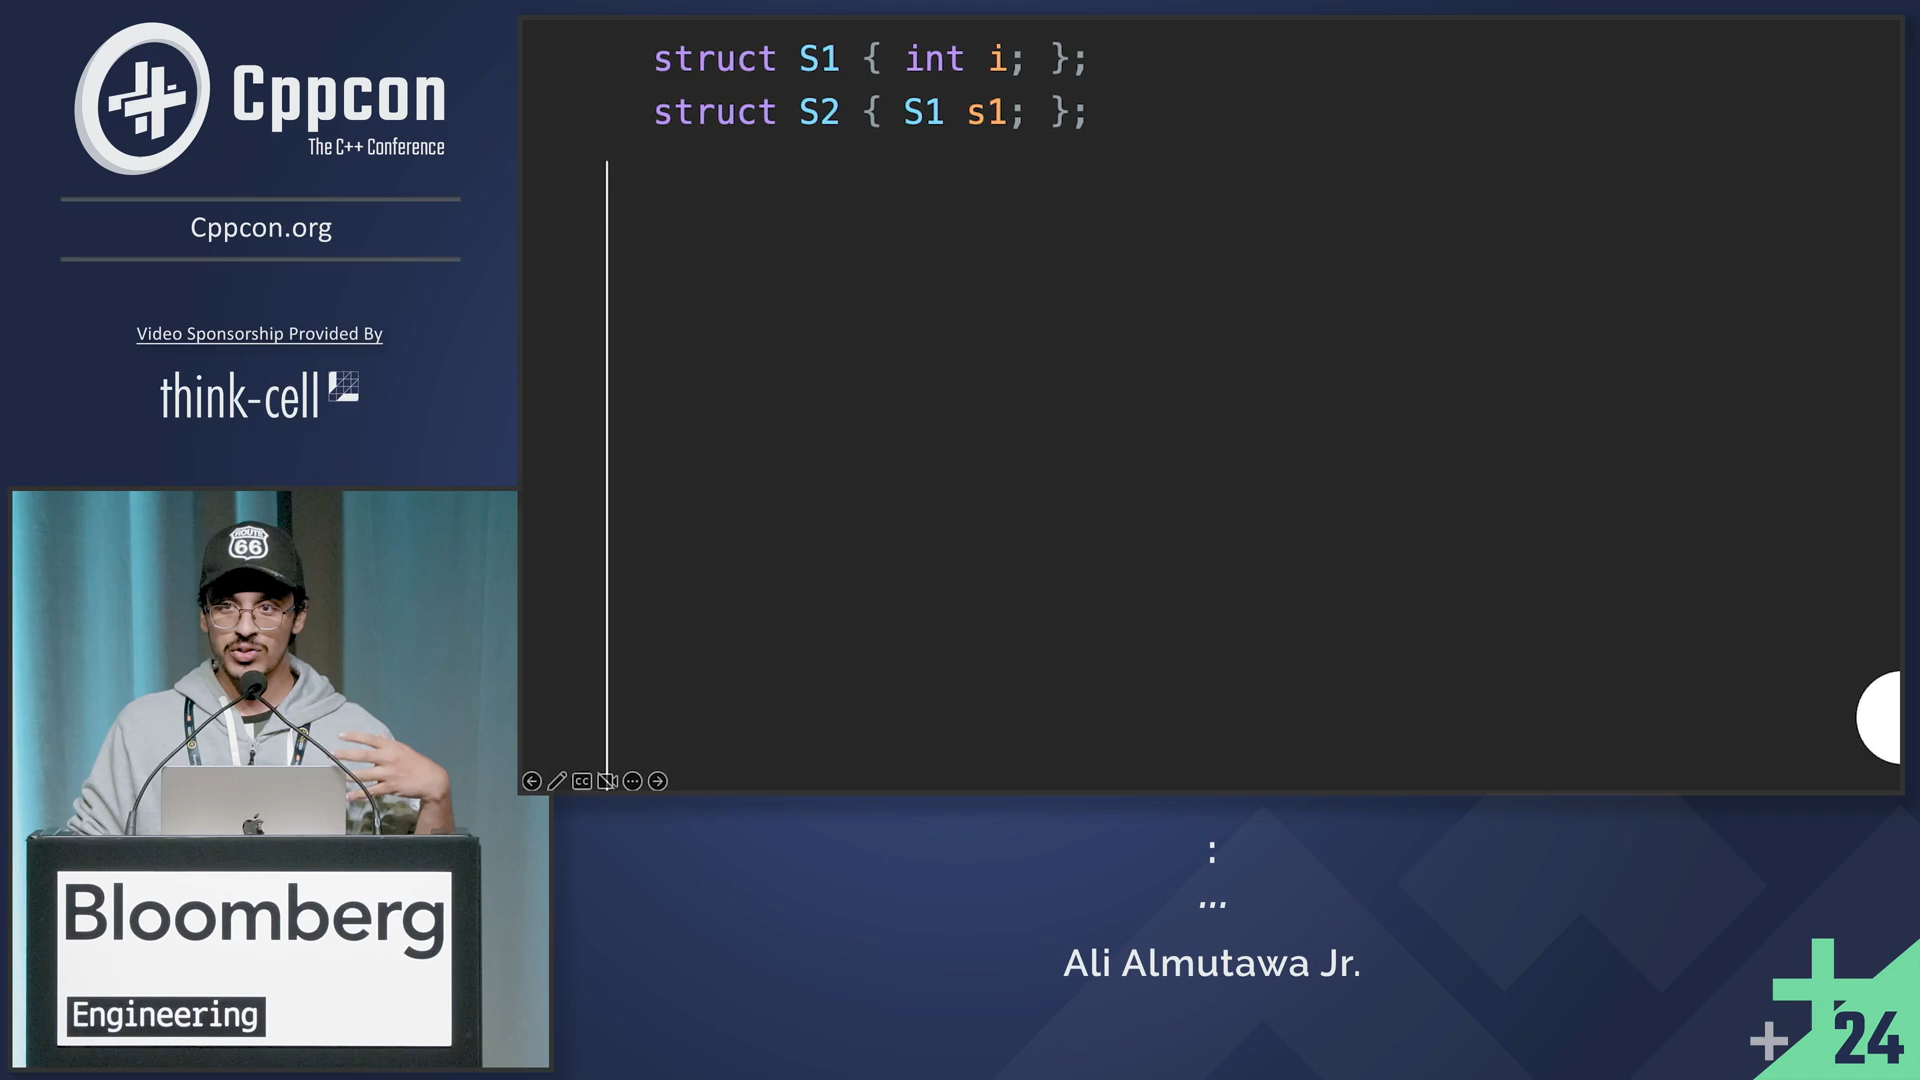 Cppcon
The C++ Conference
Cppcon.org
Video Sponsorship Provided By
think-cell
struct S1 { int i; };
struct S2 { S1 s1; };
CC
ROUTE
66
Bloomberg
Engineering
:
...
Ali Almutawa Jr.
24